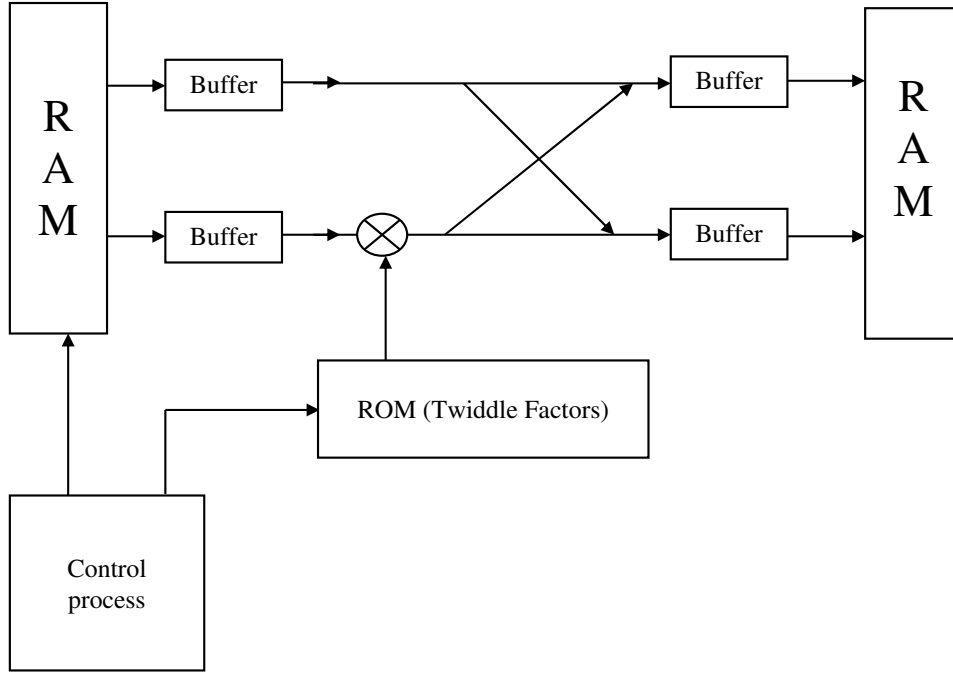 R
A
M
Buffer
Buffer
R
A
M
Buffer
Buffer
ROM (Twiddle Factors)
Control
process